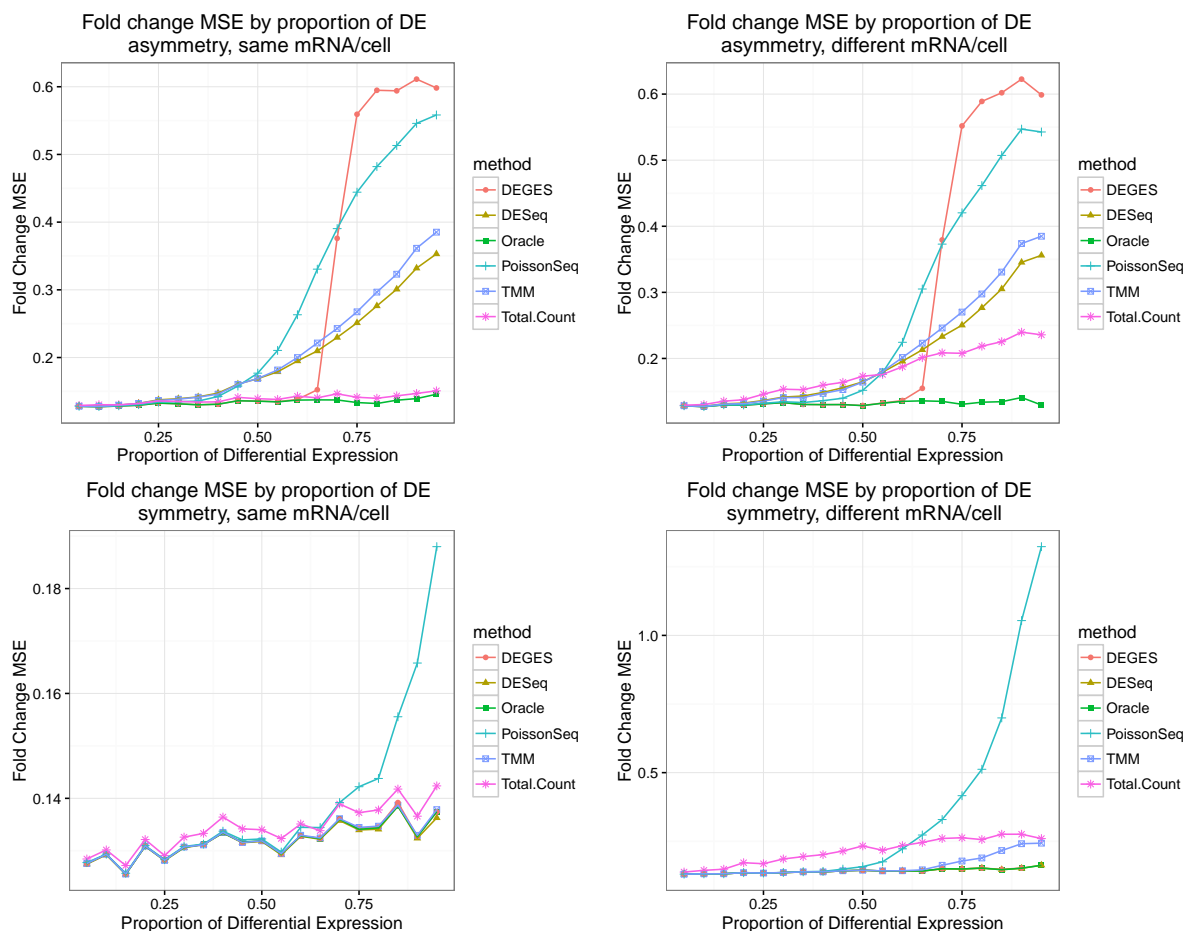 Fold change MSE by proportion of DE
asymmetry, same mRNA/cell
0.6
0.5
0.4
0.3
0.2
Fold Change MSE
0.25
0.50
0.75
Proportion of Differential Expression
method
DEGES
DESeq
Oracle
PoissonSeq
TMM
Total.Count
Fold change MSE by proportion of DE
asymmetry, different mRNA/cell
0.6
0.5
0.4
0.3
0.2
Fold Change MSE
0.25
0.50
0.75
Proportion of Differential Expression
method
DEGES
DESeq
Oracle
PoissonSeq
TMM
Total.Count
Fold change MSE by proportion of DE
symmetry, same mRNA/cell
0.18
0.16
0.14
Fold Change MSE
0.25
0.50
0.75
Proportion of Differential Expression
method
DEGES
DESeq
Oracle
PoissonSeq
TMM
Total.Count
Fold change MSE by proportion of DE
symmetry, different mRNA/cell
1.0
0.5
Fold Change MSE
0.25
0.50
0.75
Proportion of Differential Expression
method
DEGES
DESeq
Oracle
PoissonSeq
TMM
Total.Count